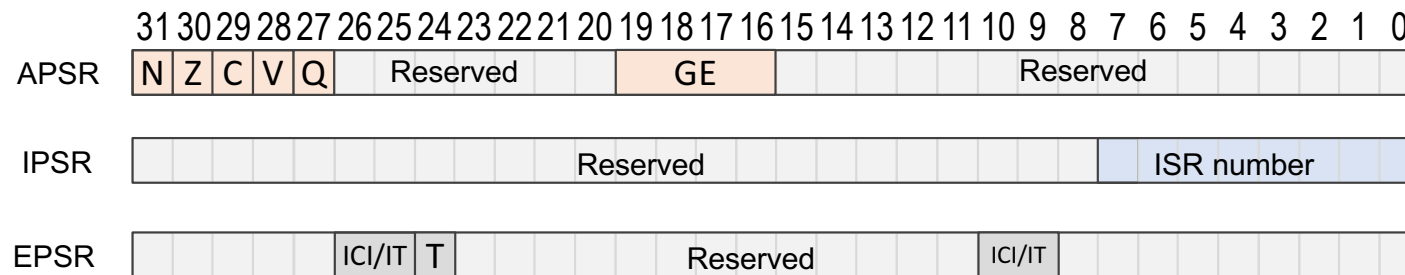 31 30 29 28 27 26 25 24 23 22 21 20 19 18 17 16 15 14 13 12 11 10 9 8 7 6 5 4 3 2 1 0
APSR N Z C V Q Reserved GE Reserved
IPSR Reserved ISR number
EPSR ICI/IT T Reserved ICI/IT